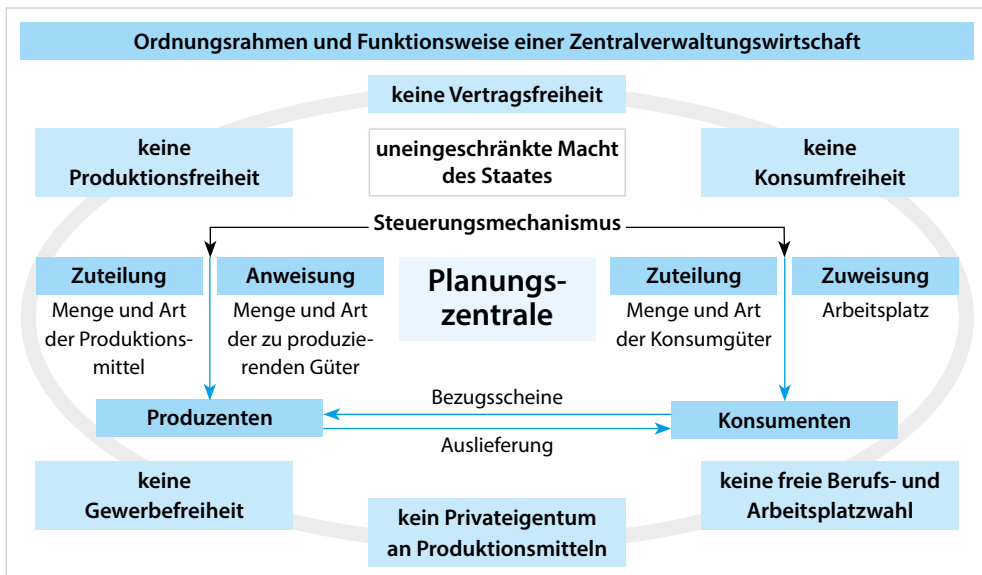 Ordnungsrahmen und Funktionsweise einer Zentralverwaltungswirtschaft
keine Vertragsfreiheit
keine
Produktionsfreiheit
uneingeschränkte Macht
des Staates
keine
Konsumfreiheit
Steuerungsmechanismus
Zuteilung
Menge und Art
der Produktions-
mittel
Anweisung
Menge und Art
der zu produzie-
renden Güter
Planungs-
zentrale
Zuteilung
Menge und Art
der Konsumgüter
Zuweisung
Arbeitsplatz
Produzenten
Bezugsscheine
Auslieferung
Konsumenten
keine
Gewerbefreiheit
kein Privateigentum
an Produktionsmitteln
keine freie Berufs- und
Arbeitsplatzwahl